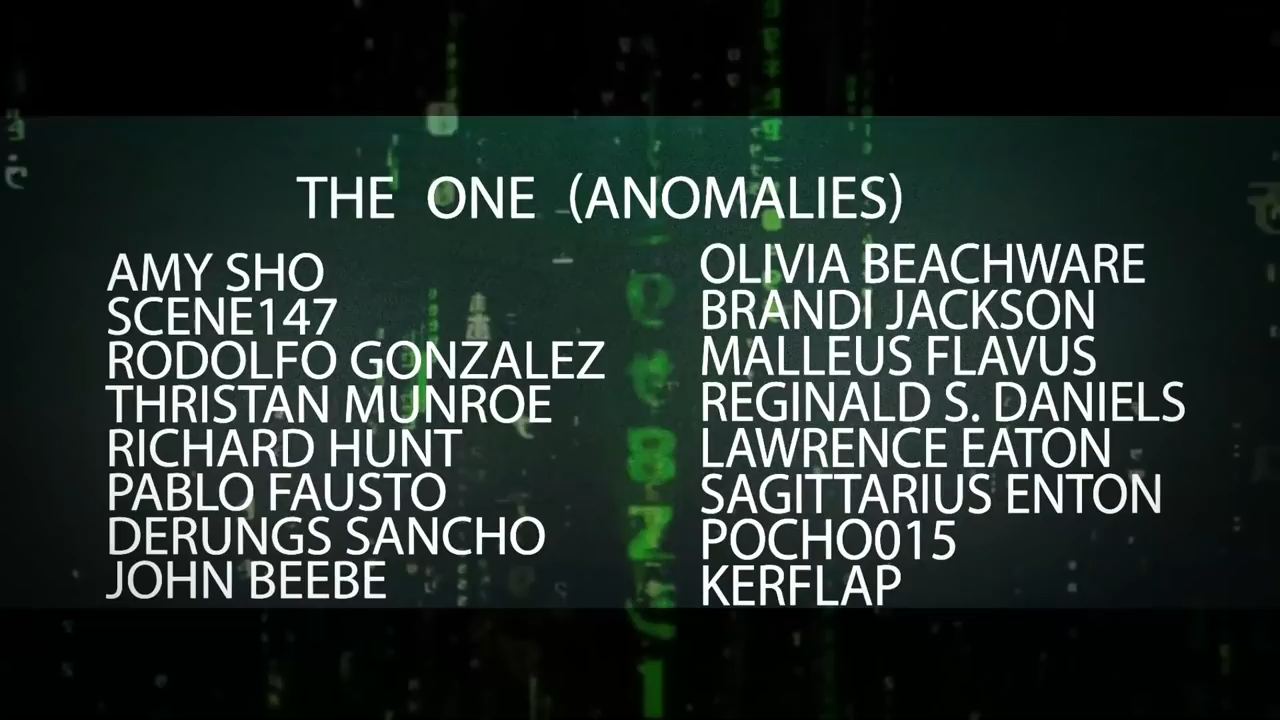 THE ONE (ANOMALIES)
AMY SHO
SCENE147
RODOLFO GONZALEZ
THRISTAN MUNROE
RICHARD HUNT
PABLO FAUSTO
DERUNGS SANCHO
JOHN BEEBE
OLIVIA BEACHWARE
BRANDI JACKSON
MALLEUS FLAVUS
REGINALD S. DANIELS
LAWRENCE EATON
SAGITTARIUS ENTON
POCHO015
KERFLAP